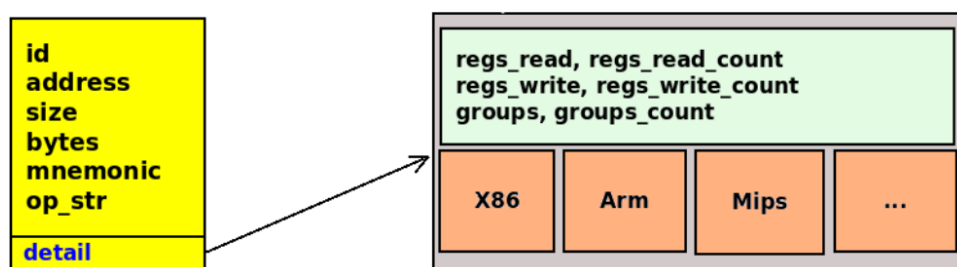 id
address
size
bytes
mnemonic
op_str
detail
regs_read, regs_read_count
regs_write, regs_write_count
groups, groups_count
X86
Arm
Mips
...